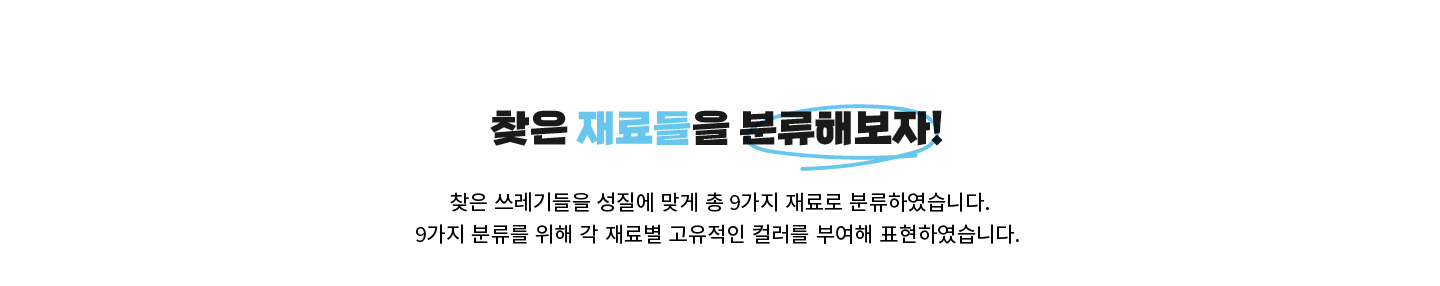 찾은 재료들을 분류해보자!
찾은 쓰레기들을 성질에 맞게 총 9가지 재료로 분류하였습니다.
9가지 분류를 위해 각 재료별 고유적인 컬러를 부여해 표현하였습니다.